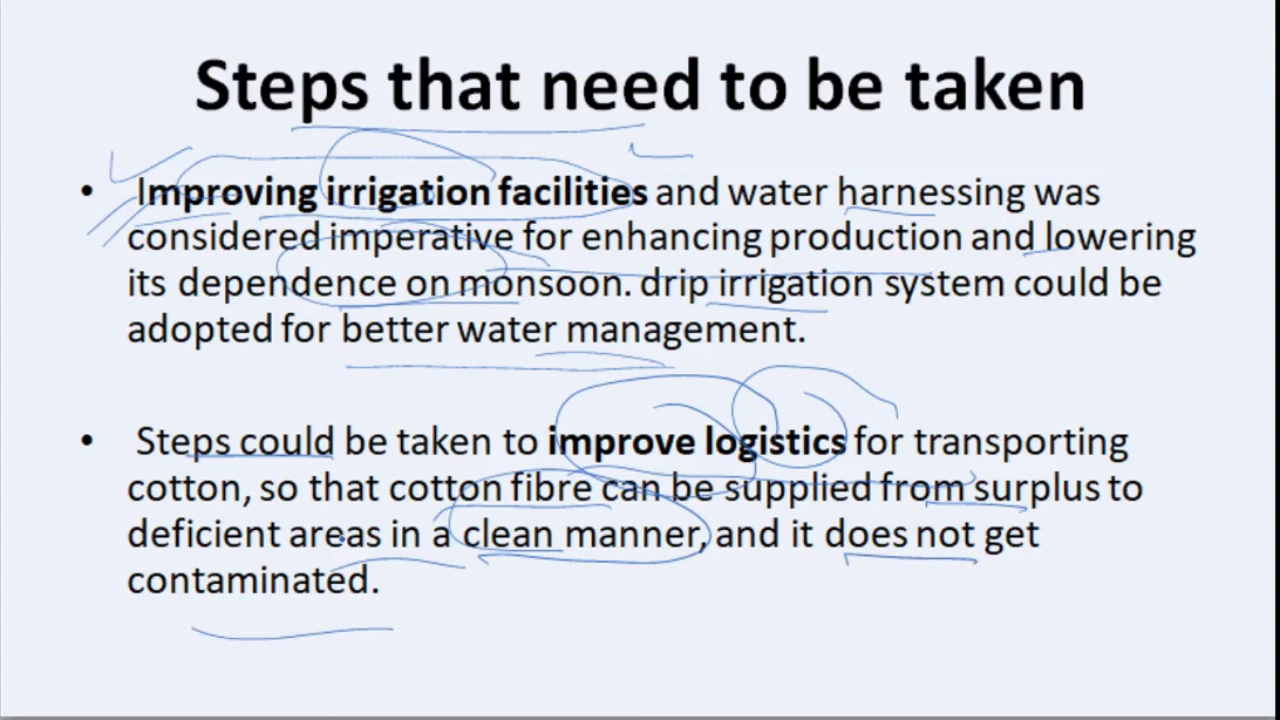 Steps that need to be taken
• Improving irrigation facilities and water harnessing was
considered imperative for enhancing production and lowering
its dependence on monsoon. drip irrigation system could be
adopted for better water management.
• Steps could be taken to improve logistics for transporting
cotton, so that cotton fibre can be supplied from surplus to
deficient areas in a clean manner, and it does not get
contaminated.